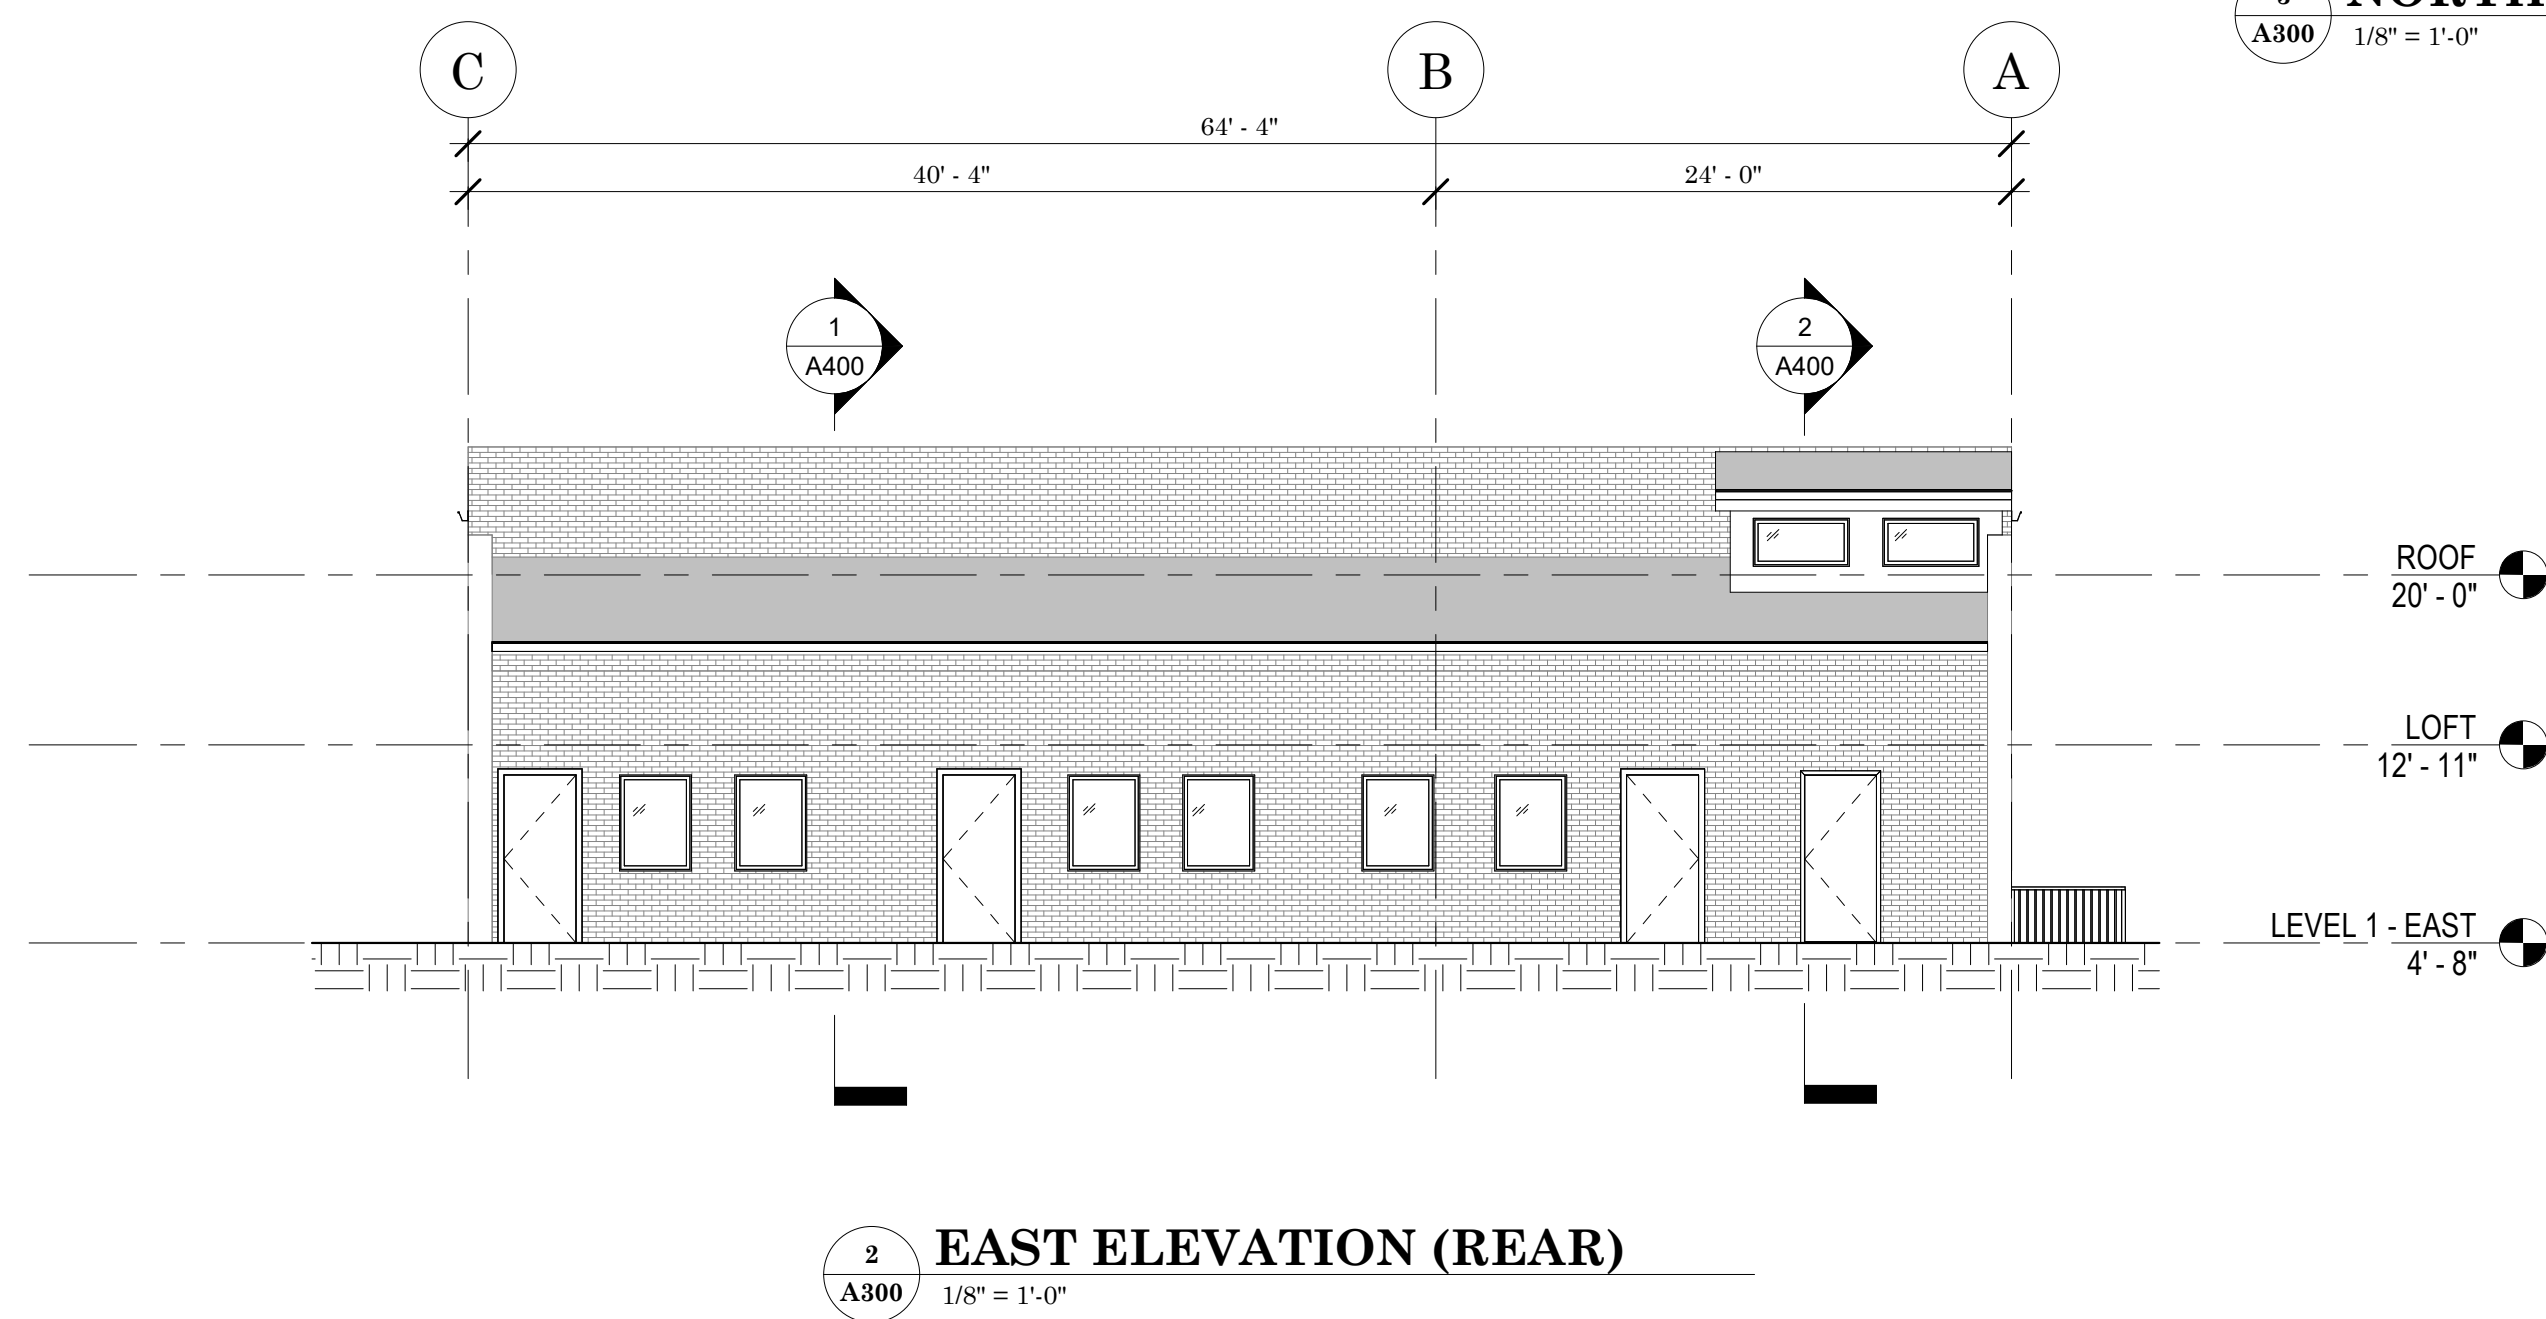 A300
1/8" = 1'-0"
C
B
A
64' - 4"
40' - 4"
24' - 0"
1
A400
2
A400
ROOF
20' - 0"
LOFT
12' - 11"
LEVEL 1 - EAST
4' - 8"
2
EAST ELEVATION (REAR)
A300
1/8" = 1'-0"